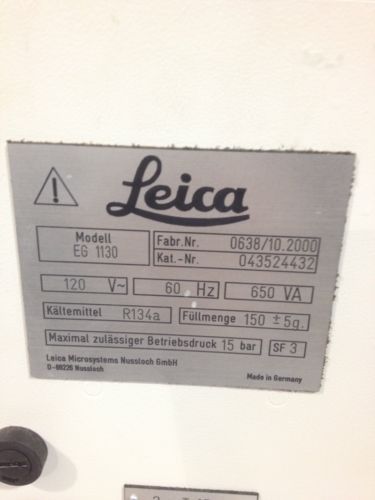 Leica
Modell
EG 1130
Fabr.Nr. 0638/10.2000
Kat.-Nr. 043524432
120 V~ 60 Hz 650 VA
Kältemittel R134a Füllmenge 150 ±5g.
Maximal zulässiger Betriebsdruck 15 bar SF 3
Leica Microsystems Nussloch GmbH
D-69226 Nussloch Made in Germany